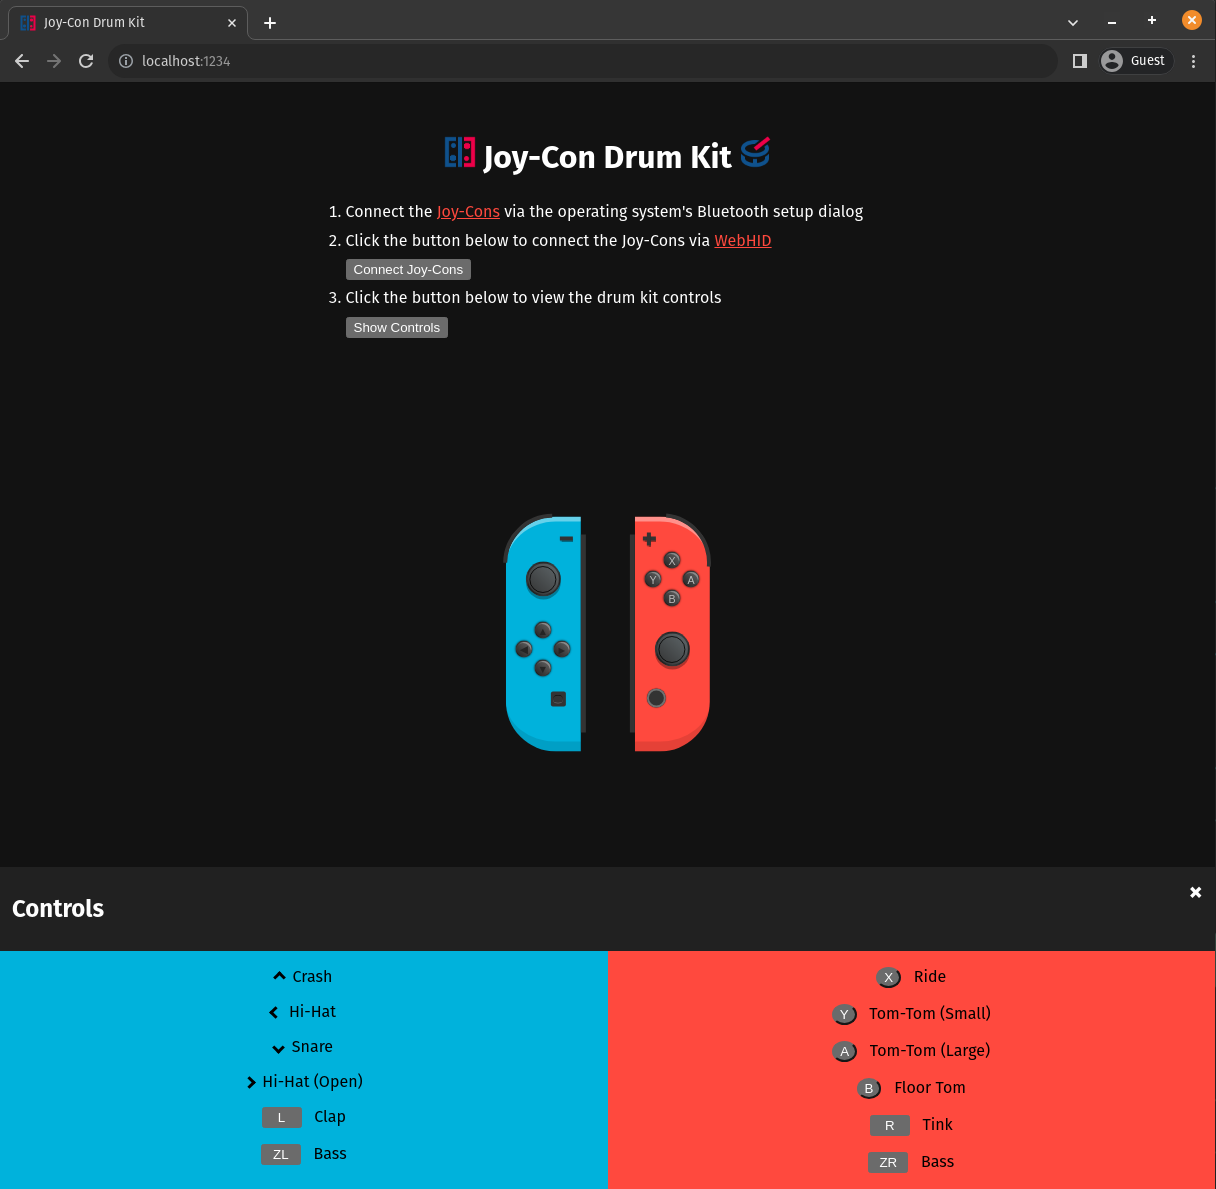 Joy-Con Drum Kit
localhost:1234
Guest
Joy-Con Drum Kit
1. Connect the Joy-Cons via the operating system's Bluetooth setup dialog
2. Click the button below to connect the Joy-Cons via WebHID
Connect Joy-Cons
3. Click the button below to view the drum kit controls
Show Controls
X
Y
A
B
Controls
Crash
Hi-Hat
Snare
Hi-Hat (Open)
L Clap
ZL Bass
X Ride
Y Tom-Tom (Small)
A Tom-Tom (Large)
B Floor Tom
R Tink
ZR Bass